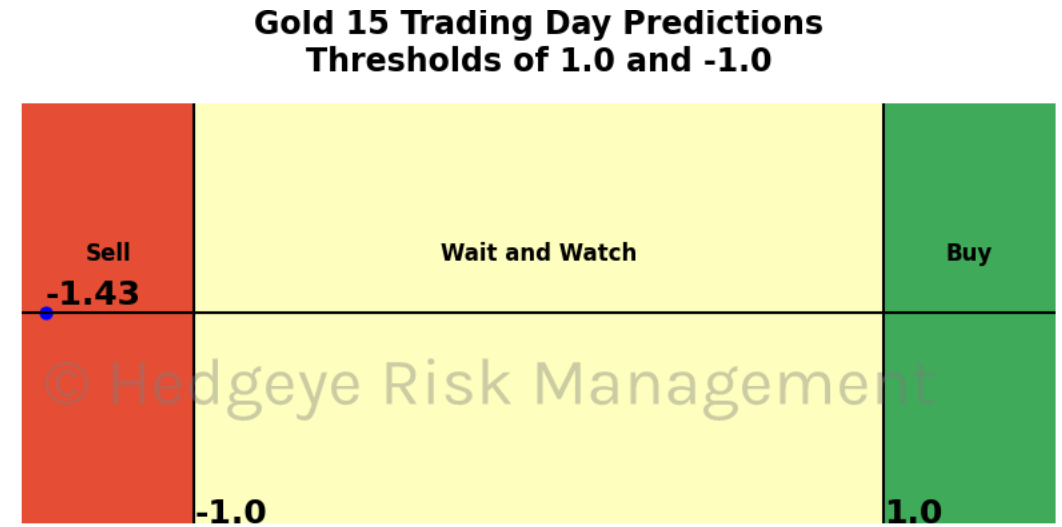 Gold 15 Trading Day Predictions
Thresholds of 1.0 and -1.0
Sell
Wait and Watch
Buy
-1.43
© Hedgeye Risk Management
-1.0
1.0